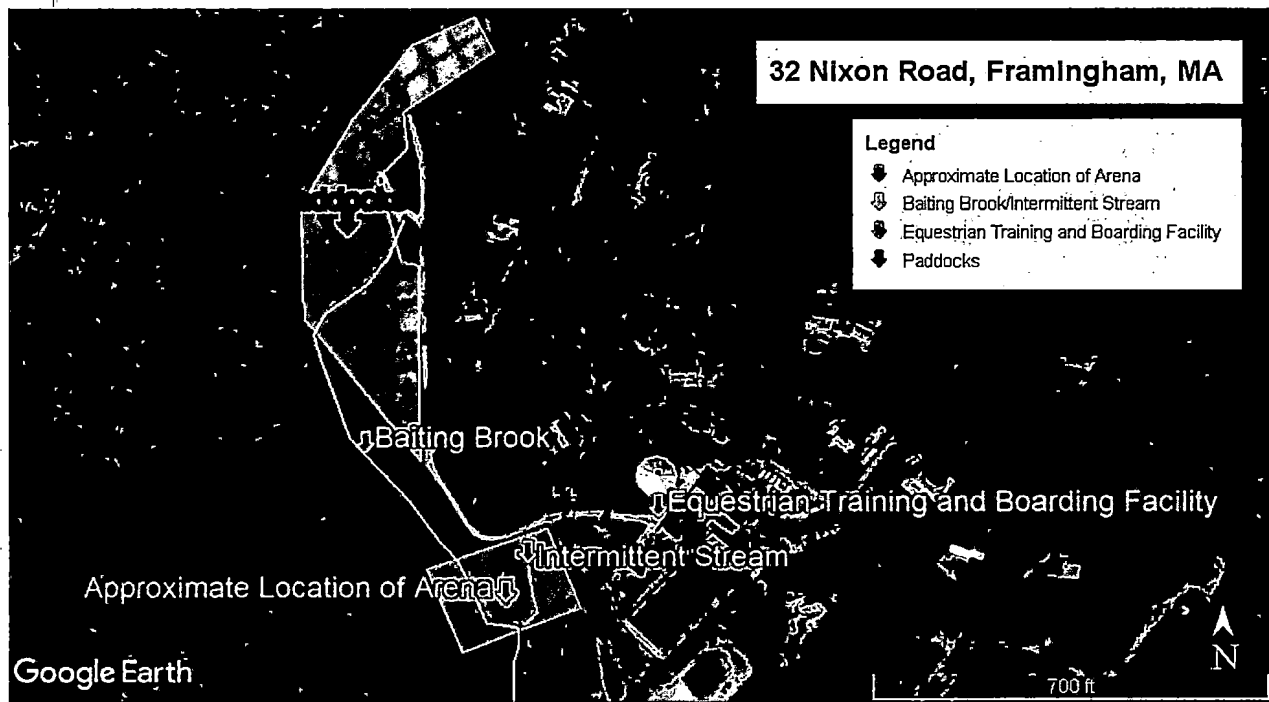 32 Nixon Road, Framingham, MA
Legend
Approximate Location of Arena
Baiting Brook/Intermittent Stream
Equestrian Training and Boarding Facility
Paddocks
Baiting Brook
Equestrian Training and Boarding Facility
Intermittent Stream
Approximate Location of Arena
Google Earth
N
700 ft